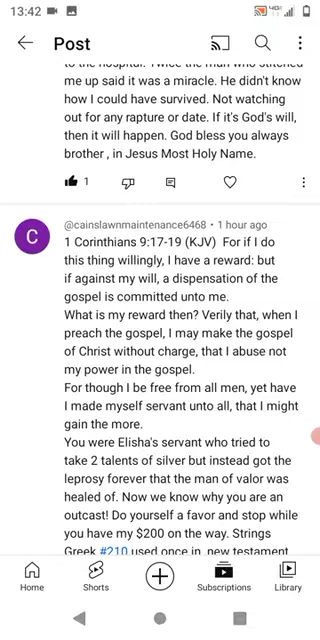 13:42
Post
to the hospital. Twice the man who stitched
me up said it was a miracle. He didn't know
how I could have survived. Not watching
out for any rapture or date. If it's God's will,
then it will happen. God bless you always
brother , in Jesus Most Holy Name.
1
C
@cainslawnmaintenance6468 • 1 hour ago
1 Corinthians 9:17-19 (KJV)  For if I do
this thing willingly, I have a reward: but
if against my will, a dispensation of the
gospel is committed unto me.
What is my reward then? Verily that, when I
preach the gospel, I may make the gospel
of Christ without charge, that I abuse not
my power in the gospel.
For though I be free from all men, yet have
I made myself servant unto all, that I might
gain the more.
You were Elisha's servant who tried to
take 2 talents of silver but instead got the
leprosy forever that the man of valor was
healed of. Now we know why you are an
outcast! Do yourself a favor and stop while
you have my $200 on the way. Strings
Greek #210 used once in  new testament
Home
Shorts
Subscriptions
Library